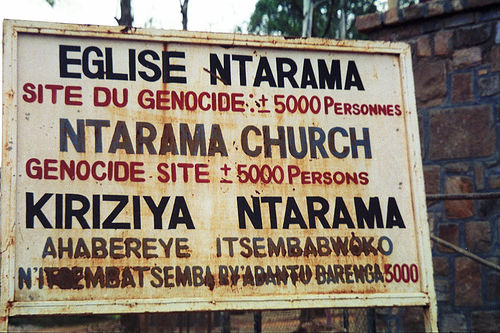 EGLISE NTARAMA
SITE DU GENOCIDE: ± 5000 PERSONNES
NTARAMA CHURCH
GENOCIDE SITE ± 5000 PERSONS
KIRIZIYA NTARAMA
AHABEREYE ITSEMBABWOKO
N'ITSEMBATSEMBA RY'ABANTU BARENGA 5000